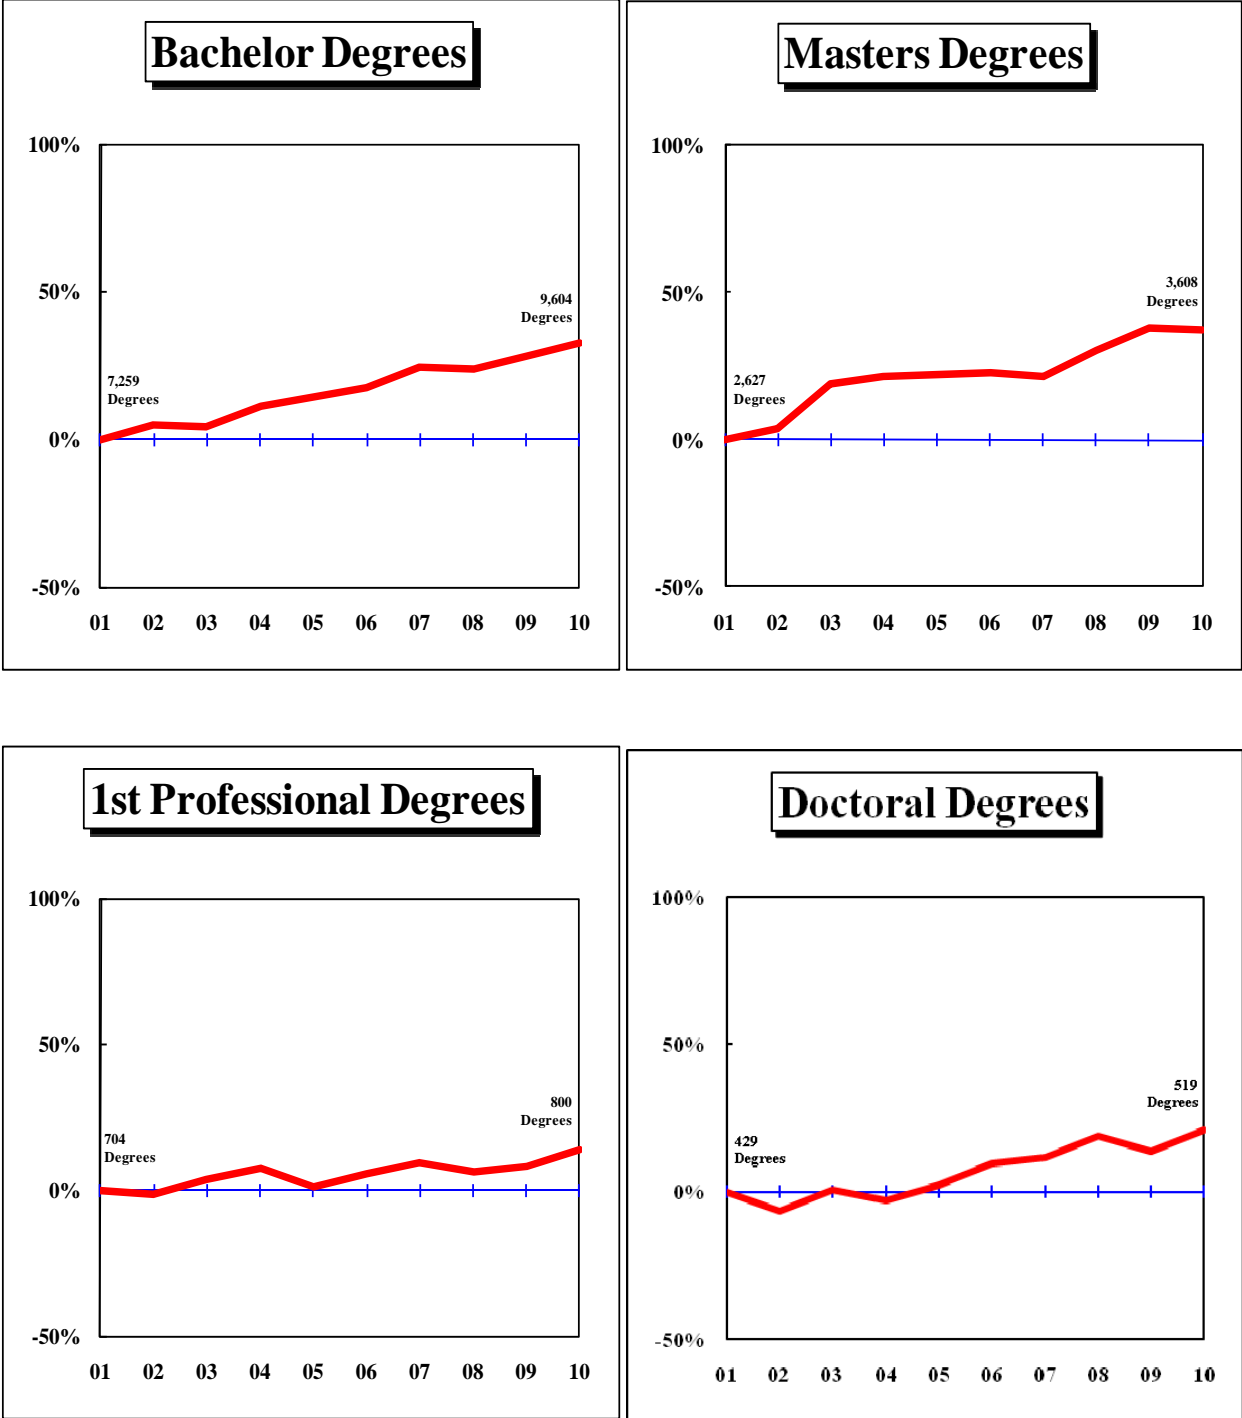 Bachelor Degrees
100%
50%
0%
-50%
7,259
Degrees
9,604
Degrees
01 02 03 04 05 06 07 08 09 10
Masters Degrees
100%
50%
0%
-50%
2,627
Degrees
3,608
Degrees
01 02 03 04 05 06 07 08 09 10
1st Professional Degrees
100%
50%
0%
-50%
704
Degrees
800
Degrees
01 02 03 04 05 06 07 08 09 10
Doctoral Degrees
100%
50%
0%
-50%
429
Degrees
519
Degrees
01 02 03 04 05 06 07 08 09 10